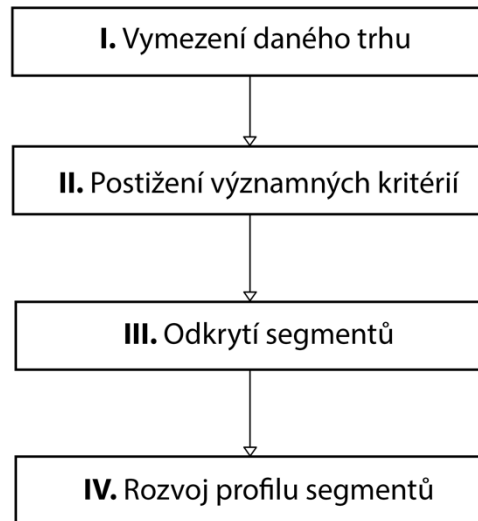 I. Vymezení daného trhu
II. Postižení významných kritérií
III. Odkrytí segmentů
IV. Rozvoj profilu segmentů